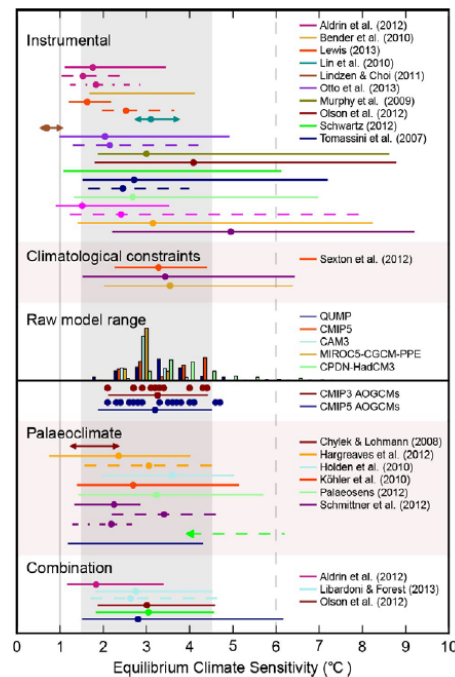 Instrumental
Aldrin et al. (2012)
Bender et al. (2010)
Lewis (2013)
Lin et al. (2010)
Lindzen & Choi (2011)
Otto et al. (2013)
Murphy et al. (2009)
Olson et al. (2012)
Schwartz (2012)
Tomassini et al. (2007)
Climatological constraints
Sexton et al. (2012)
Raw model range
QUMP
CMIP5
CAM3
MIROC5-CGCM-PPE
CPDN-HadCM3
CMIP3 AOGCMs
CMIP5 AOGCMs
Palaeoclimate
Chylek & Lohmann (2008)
Hargreaves et al. (2012)
Holden et al. (2010)
Köhler et al. (2010)
Palaeosens (2012)
Schmittner et al. (2012)
Combination
Aldrin et al. (2012)
Libardoni & Forest (2013)
Olson et al. (2012)
0 1 2 3 4 5 6 7 8 9 10
Equilibrium Climate Sensitivity (°C)